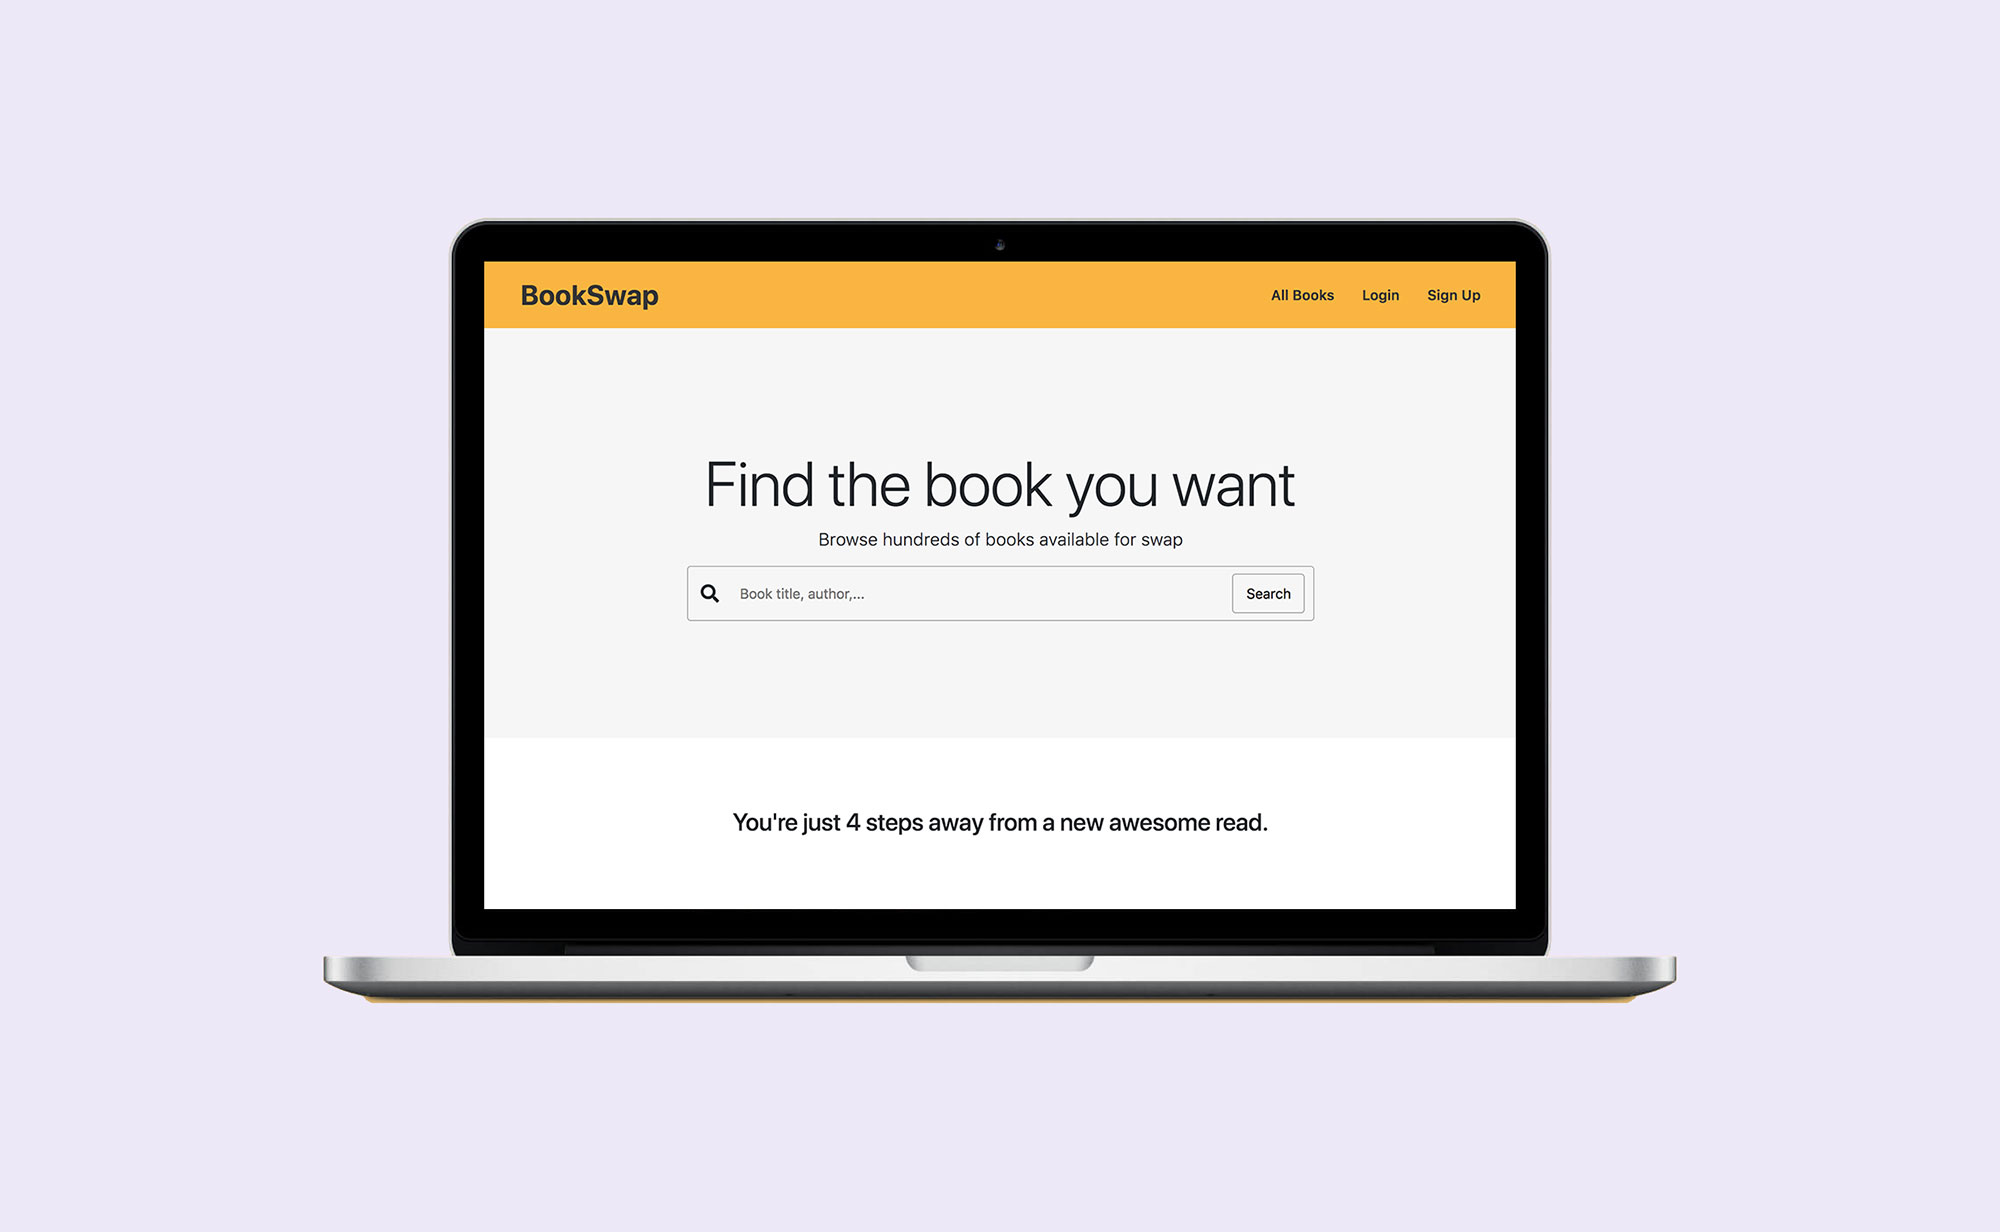 BookSwap
All Books
Login
Sign Up
Find the book you want
Browse hundreds of books available for swap
Book title, author,...
Search
You're just 4 steps away from a new awesome read.